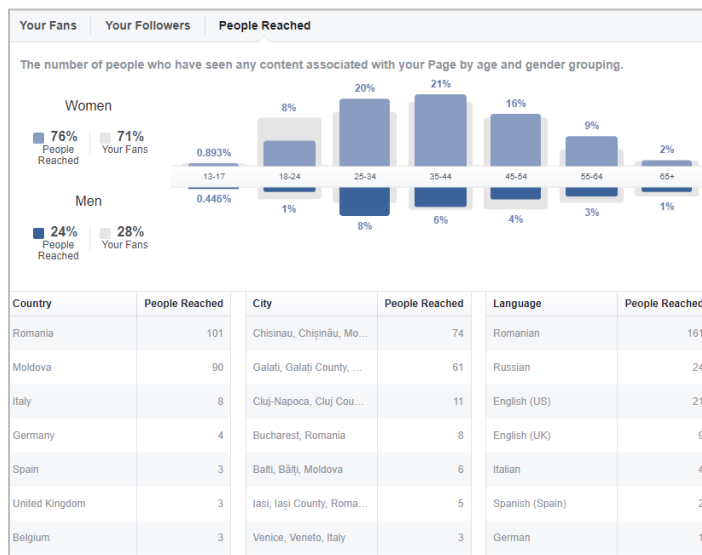 Your Fans Your Followers People Reached
The number of people who have seen any content associated with your Page by age and gender grouping.
Women
76% People Reached 71% Your Fans
0.893% 8% 20% 21% 16% 9% 2%
13-17 18-24 25-34 35-44 45-54 55-64 65+
0.446% 1% 8% 6% 4% 3% 1%
Men
24% People Reached 28% Your Fans
Country People Reached City People Reached Language People Reached
Romania 101 Chisinau, Chișinău, Mo... 74 Romanian 161
Moldova 90 Galati, Galați County, ... 61 Russian 24
Italy 8 Cluj-Napoca, Cluj Cou... 11 English (US) 21
Germany 4 Bucharest, Romania 8 English (UK) 9
Spain 3 Balti, Bălți, Moldova 6 Italian 4
United Kingdom 3 Iasi, Iași County, Roma... 5 Spanish (Spain) 2
Belgium 3 Venice, Veneto, Italy 3 German 1